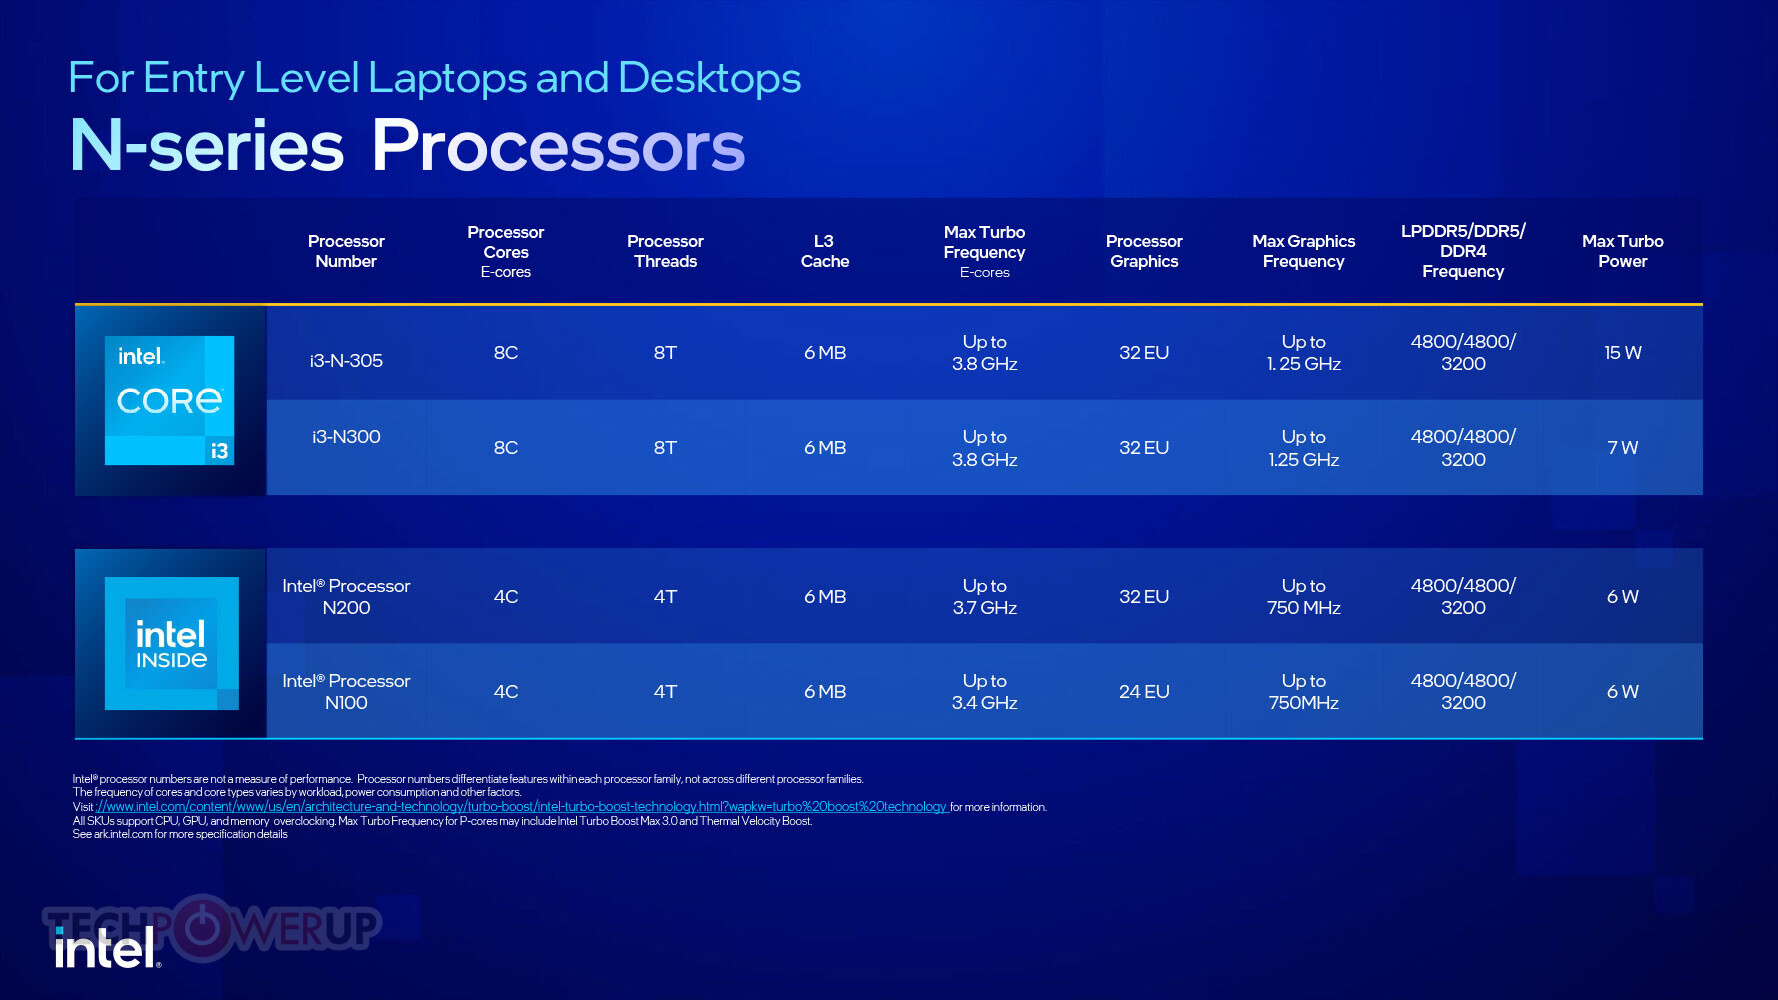 For Entry Level Laptops and Desktops
N-series Processors
Processor Number
Processor Cores E-cores
Processor Threads
L3 Cache
Max Turbo Frequency E-cores
Processor Graphics
Max Graphics Frequency
LPDDR5/DDR5/ DDR4 Frequency
Max Turbo Power
intel.
CORE
i3
i3-N-305 8C 8T 6 MB Up to 3.8 GHz 32 EU Up to 1. 25 GHz 4800/4800/ 3200 15 W
i3-N300 8C 8T 6 MB Up to 3.8 GHz 32 EU Up to 1.25 GHz 4800/4800/ 3200 7 W
intel
INSIDE
Intel® Processor N200 4C 4T 6 MB Up to 3.7 GHz 32 EU Up to 750 MHz 4800/4800/ 3200 6 W
Intel® Processor N100 4C 4T 6 MB Up to 3.4 GHz 24 EU Up to 750MHz 4800/4800/ 3200 6 W
Intel® processor numbers are not a measure of performance. Processor numbers differentiate features within each processor family, not across different processor families.
The frequency of cores and core types varies by workload, power consumption and other factors.
Visit ://www.intel.com/content/www/us/en/architecture-and-technology/turbo-boost/intel-turbo-boost-technology.html?wapkw=turbo%20boost%20technology for more information.
All SKUs support CPU, GPU, and memory overclocking. Max Turbo Frequency for P-cores may include Intel Turbo Boost Max 3.0 and Thermal Velocity Boost.
See ark.intel.com for more specification details
TECHPOWERUP
intel®